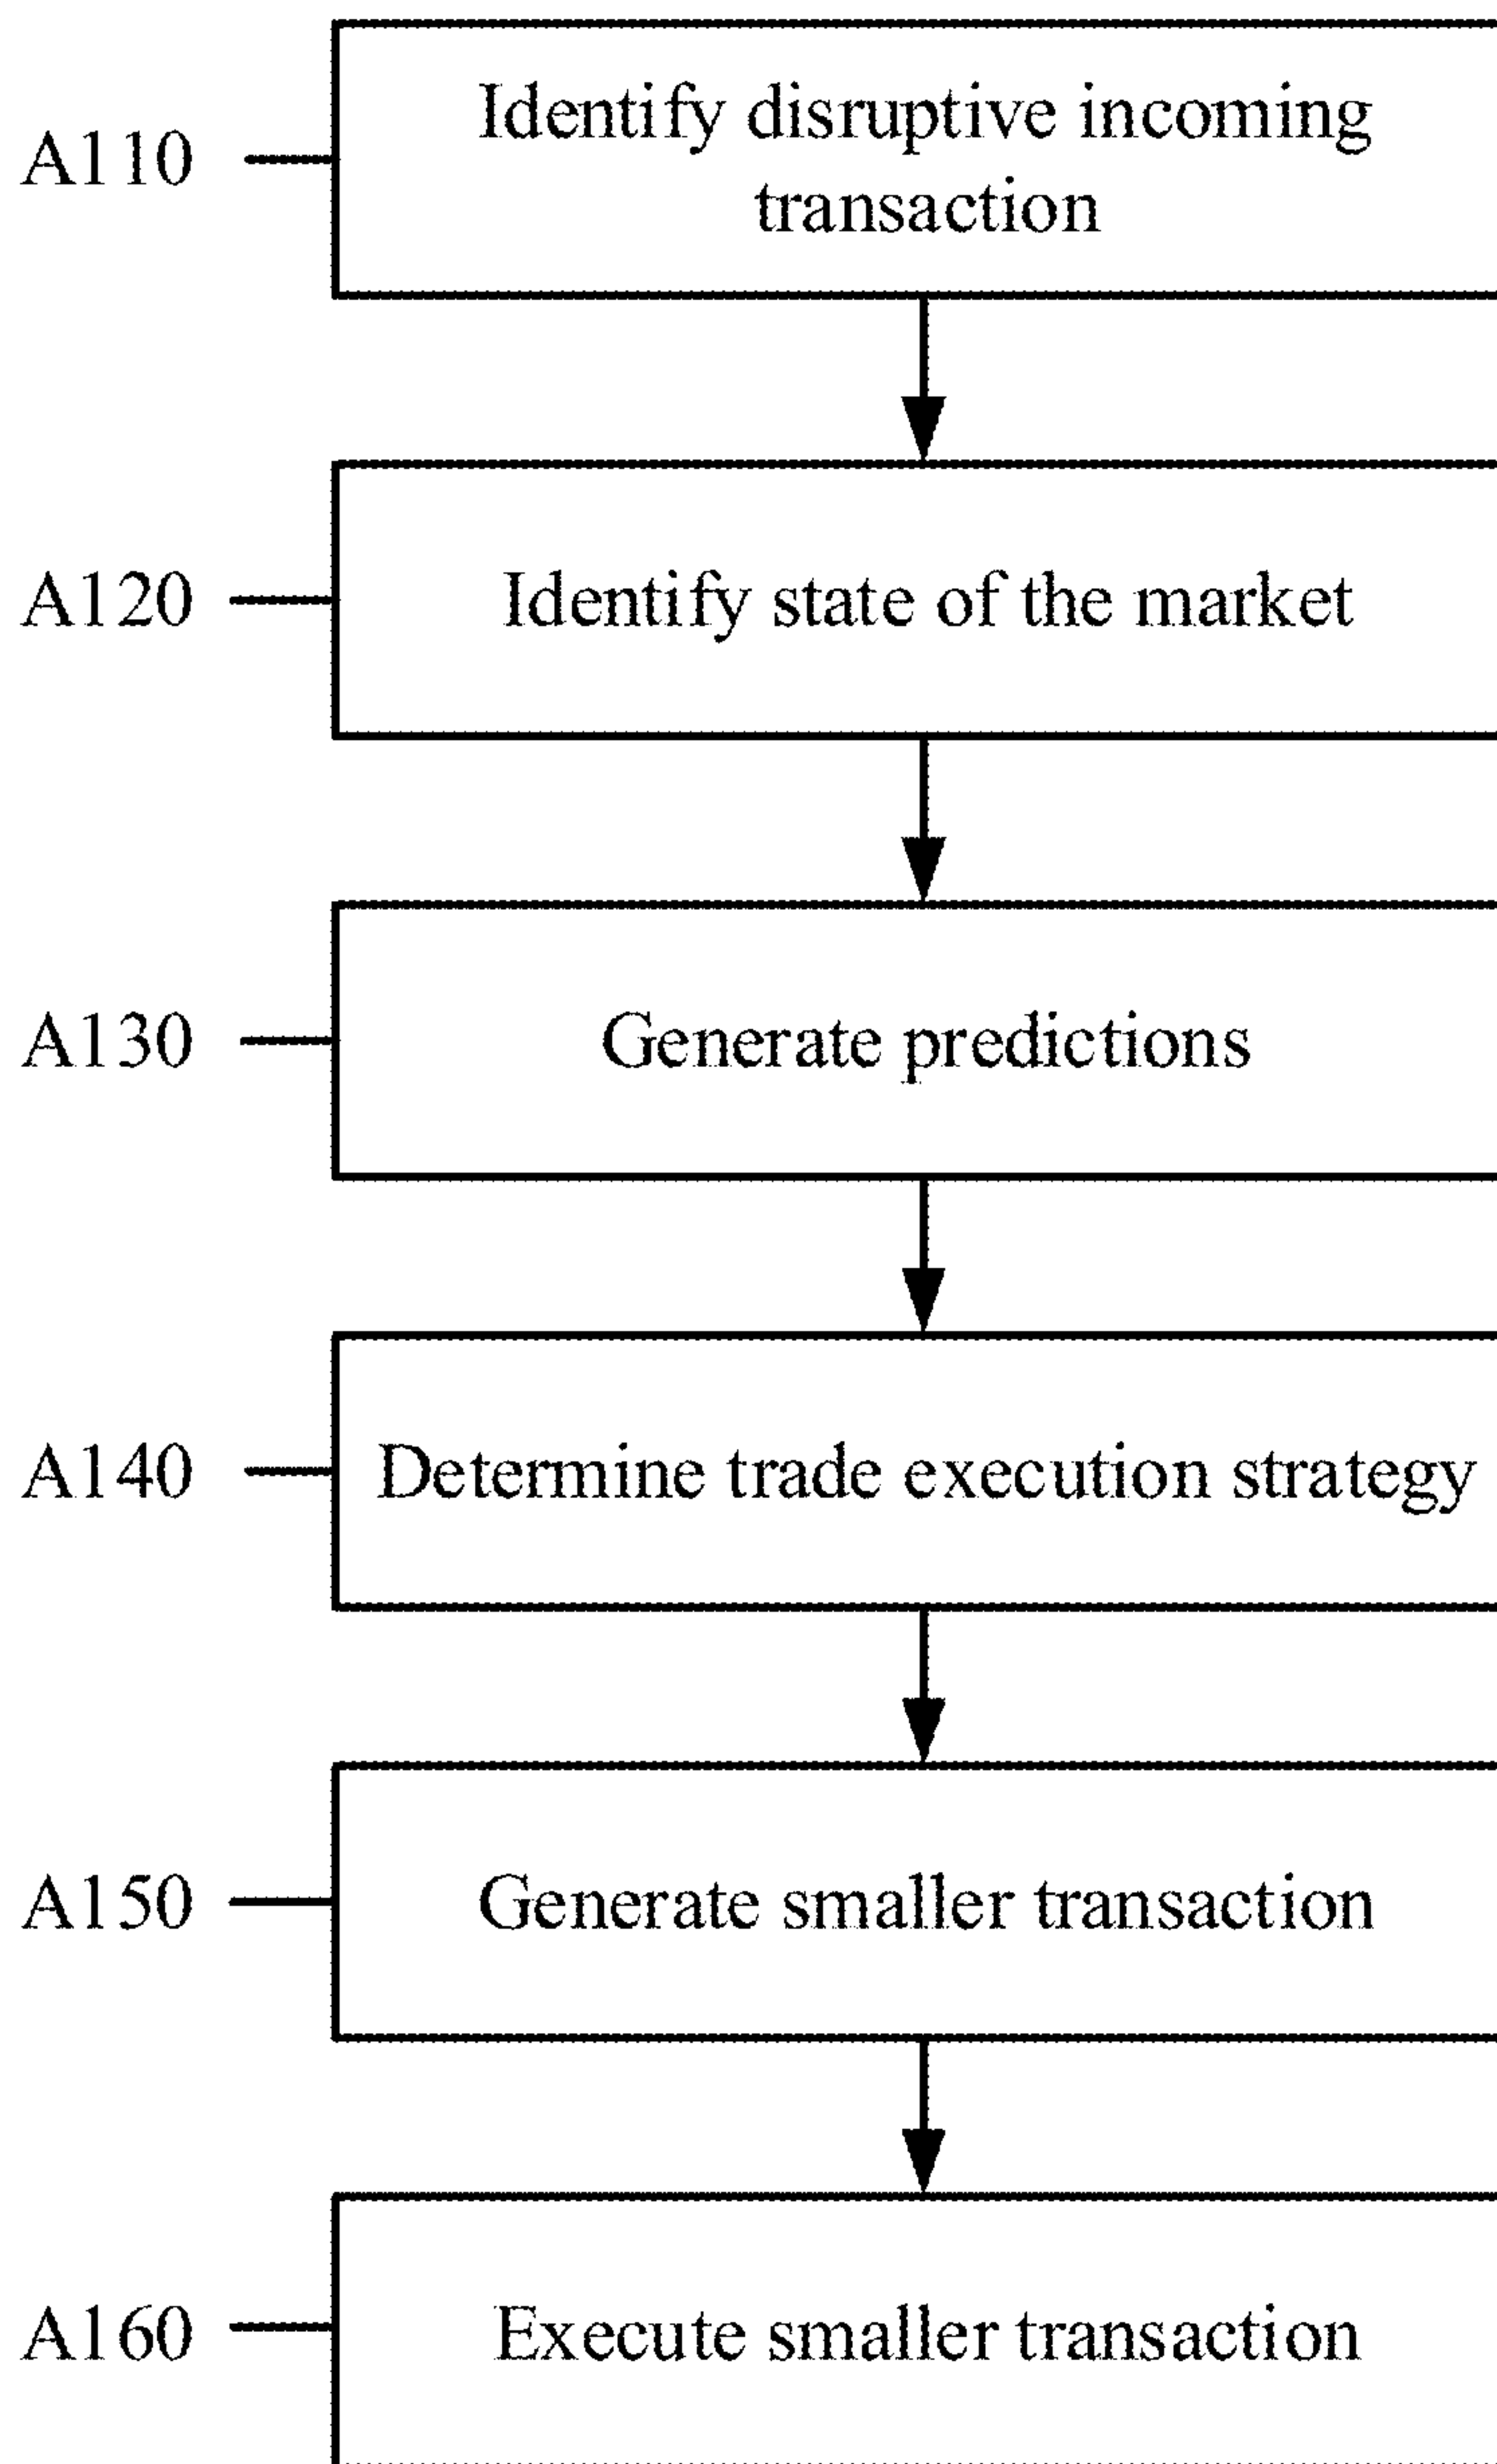 A110
Identify disruptive incoming
transaction
A120
Identify state of the market
A130
Generate predictions
A140
Determine trade execution strategy
A150
Generate smaller transaction
A160
Execute smaller transaction